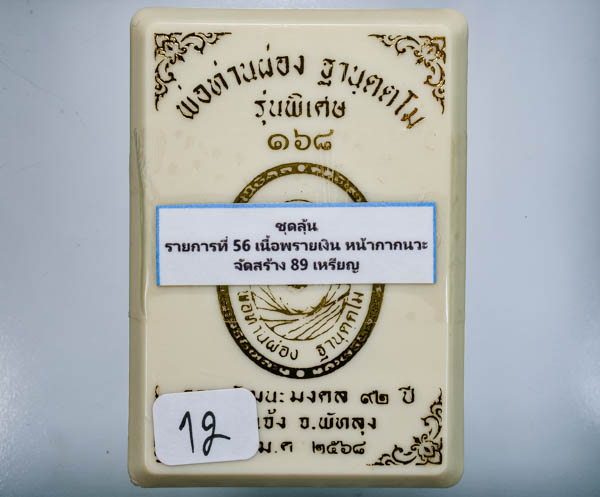 พ่อท่านผ่อง ฐานุตตโม
รุ่นพิเศษ
๑๖๘
ชุดลุ้น
รายการที่ 56 เนื้อพรายเงิน หน้ากากนวะ
จัดสร้าง 89 เหรียญ
พ่อท่านผ่อง ฐานุตตโม
มงคล ๙๒ ปี
จ.พัทลุง
ม.ค ๒๕๖๘
12